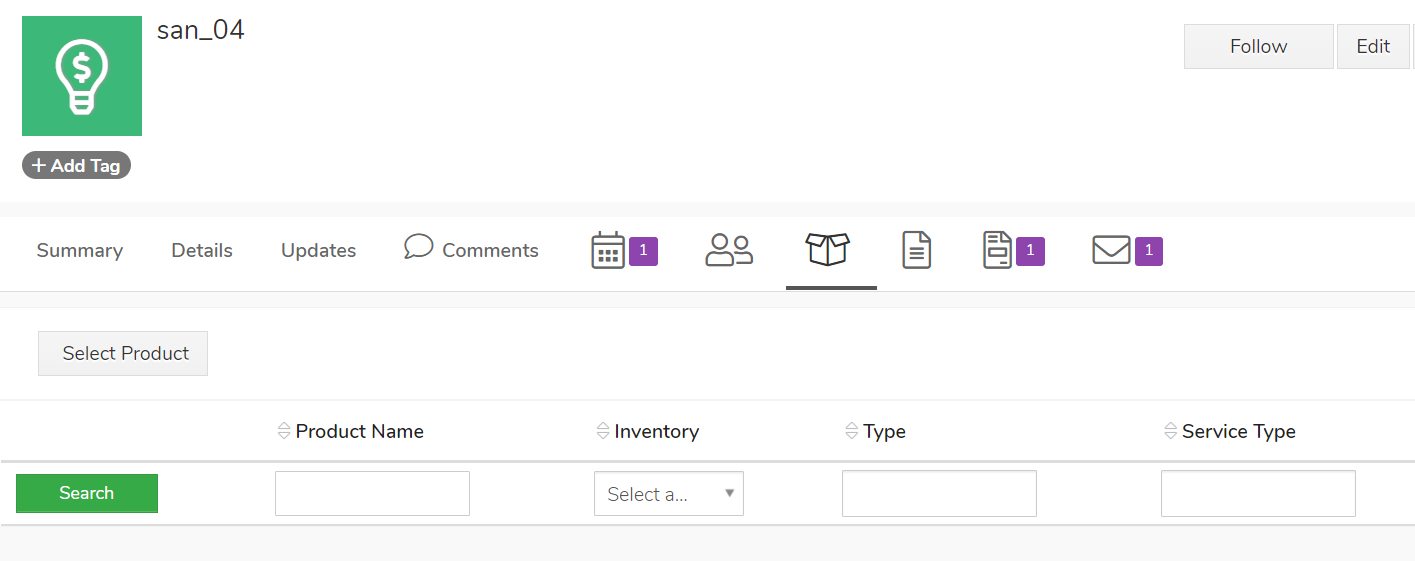 san_04
Follow
Edit
+ Add Tag
Summary
Details
Updates
Comments
1
1
1
Select Product
Product Name
Inventory
Type
Service Type
Search
Select a...